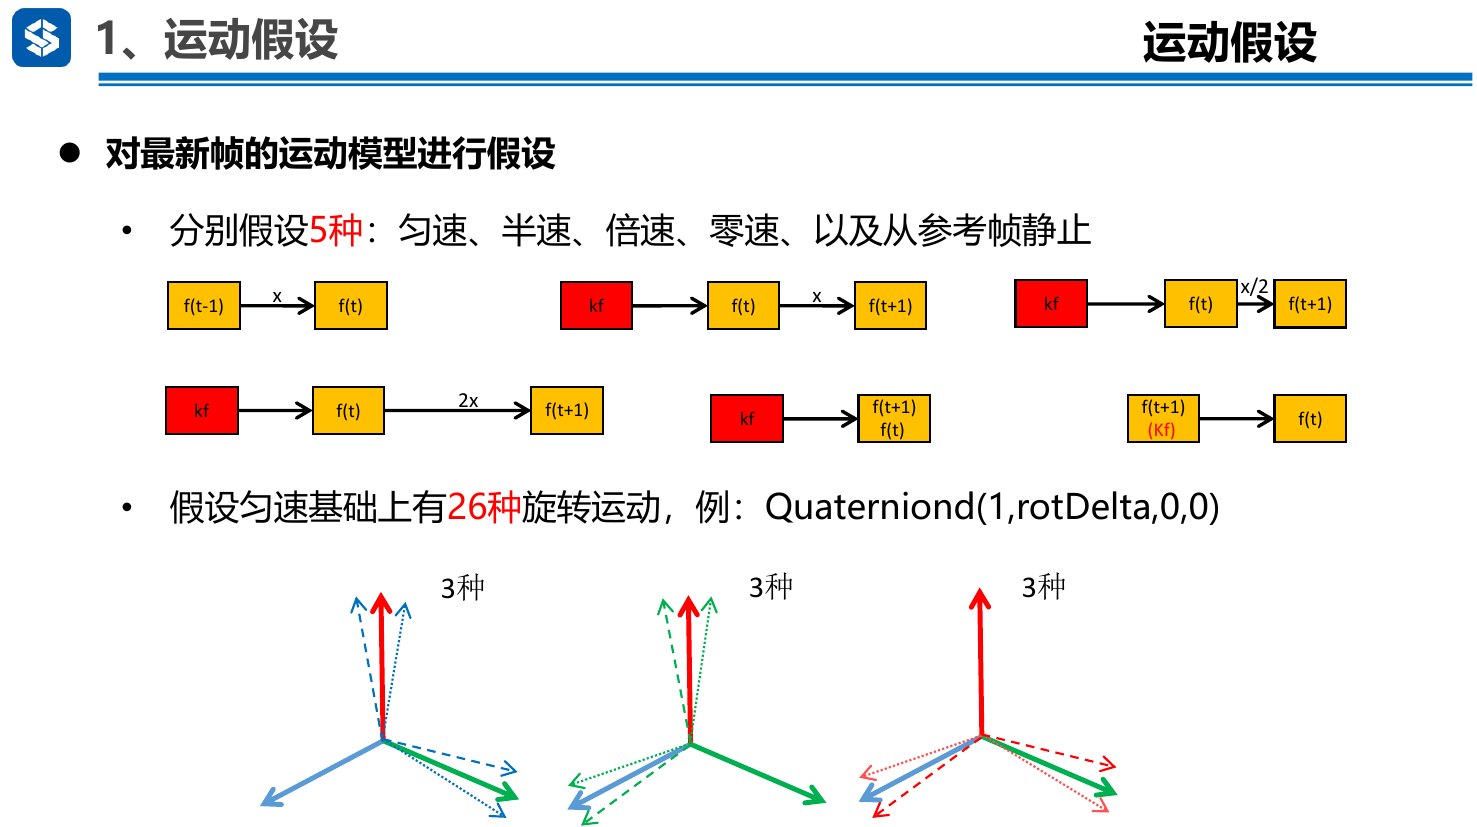 1、运动假设
运动假设
● 对最新帧的运动模型进行假设
• 分别假设5种：匀速、半速、倍速、零速、以及从参考帧静止
f(t-1) x f(t)
kf f(t) x f(t+1)
kf f(t) x/2 f(t+1)
kf f(t) 2x f(t+1)
kf
f(t+1)
f(t)
f(t+1)
(Kf)
f(t)
• 假设匀速基础上有26种旋转运动，例：Quaterniond(1,rotDelta,0,0)
3种
3种
3种